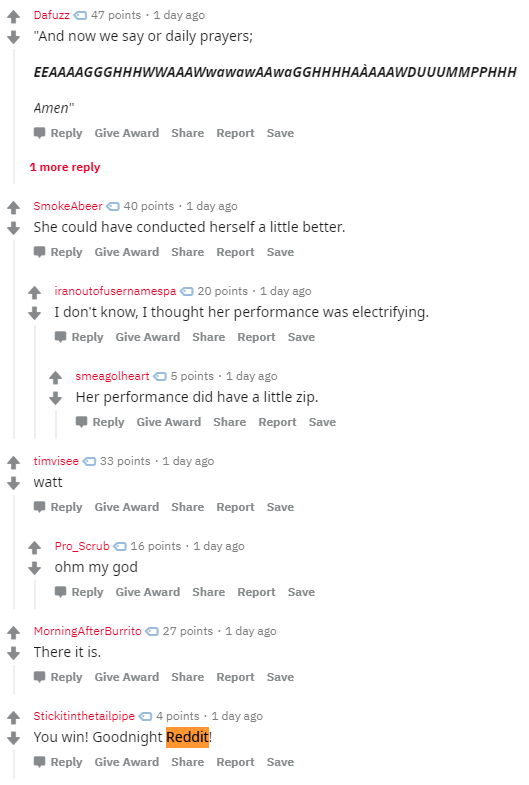 Dafuzz 47 points · 1 day ago
"And now we say or daily prayers;
EEAAAAGGGHHHWWAAAWwawawAAwaGGHHHHAÀAAAWDUUUMMPPHHH
Amen"
Reply Give Award Share Report Save
1 more reply
SmokeAbeer 40 points · 1 day ago
She could have conducted herself a little better.
Reply Give Award Share Report Save
iranoutofusernamespa 20 points · 1 day ago
I don't know, I thought her performance was electrifying.
Reply Give Award Share Report Save
smeagolheart 5 points · 1 day ago
Her performance did have a little zip.
Reply Give Award Share Report Save
timvisee 33 points · 1 day ago
watt
Reply Give Award Share Report Save
Pro_Scrub 16 points · 1 day ago
ohm my god
Reply Give Award Share Report Save
MorningAfterBurrito 27 points · 1 day ago
There it is.
Reply Give Award Share Report Save
Stickitinthetailpipe 4 points · 1 day ago
You win! Goodnight Reddit!
Reply Give Award Share Report Save